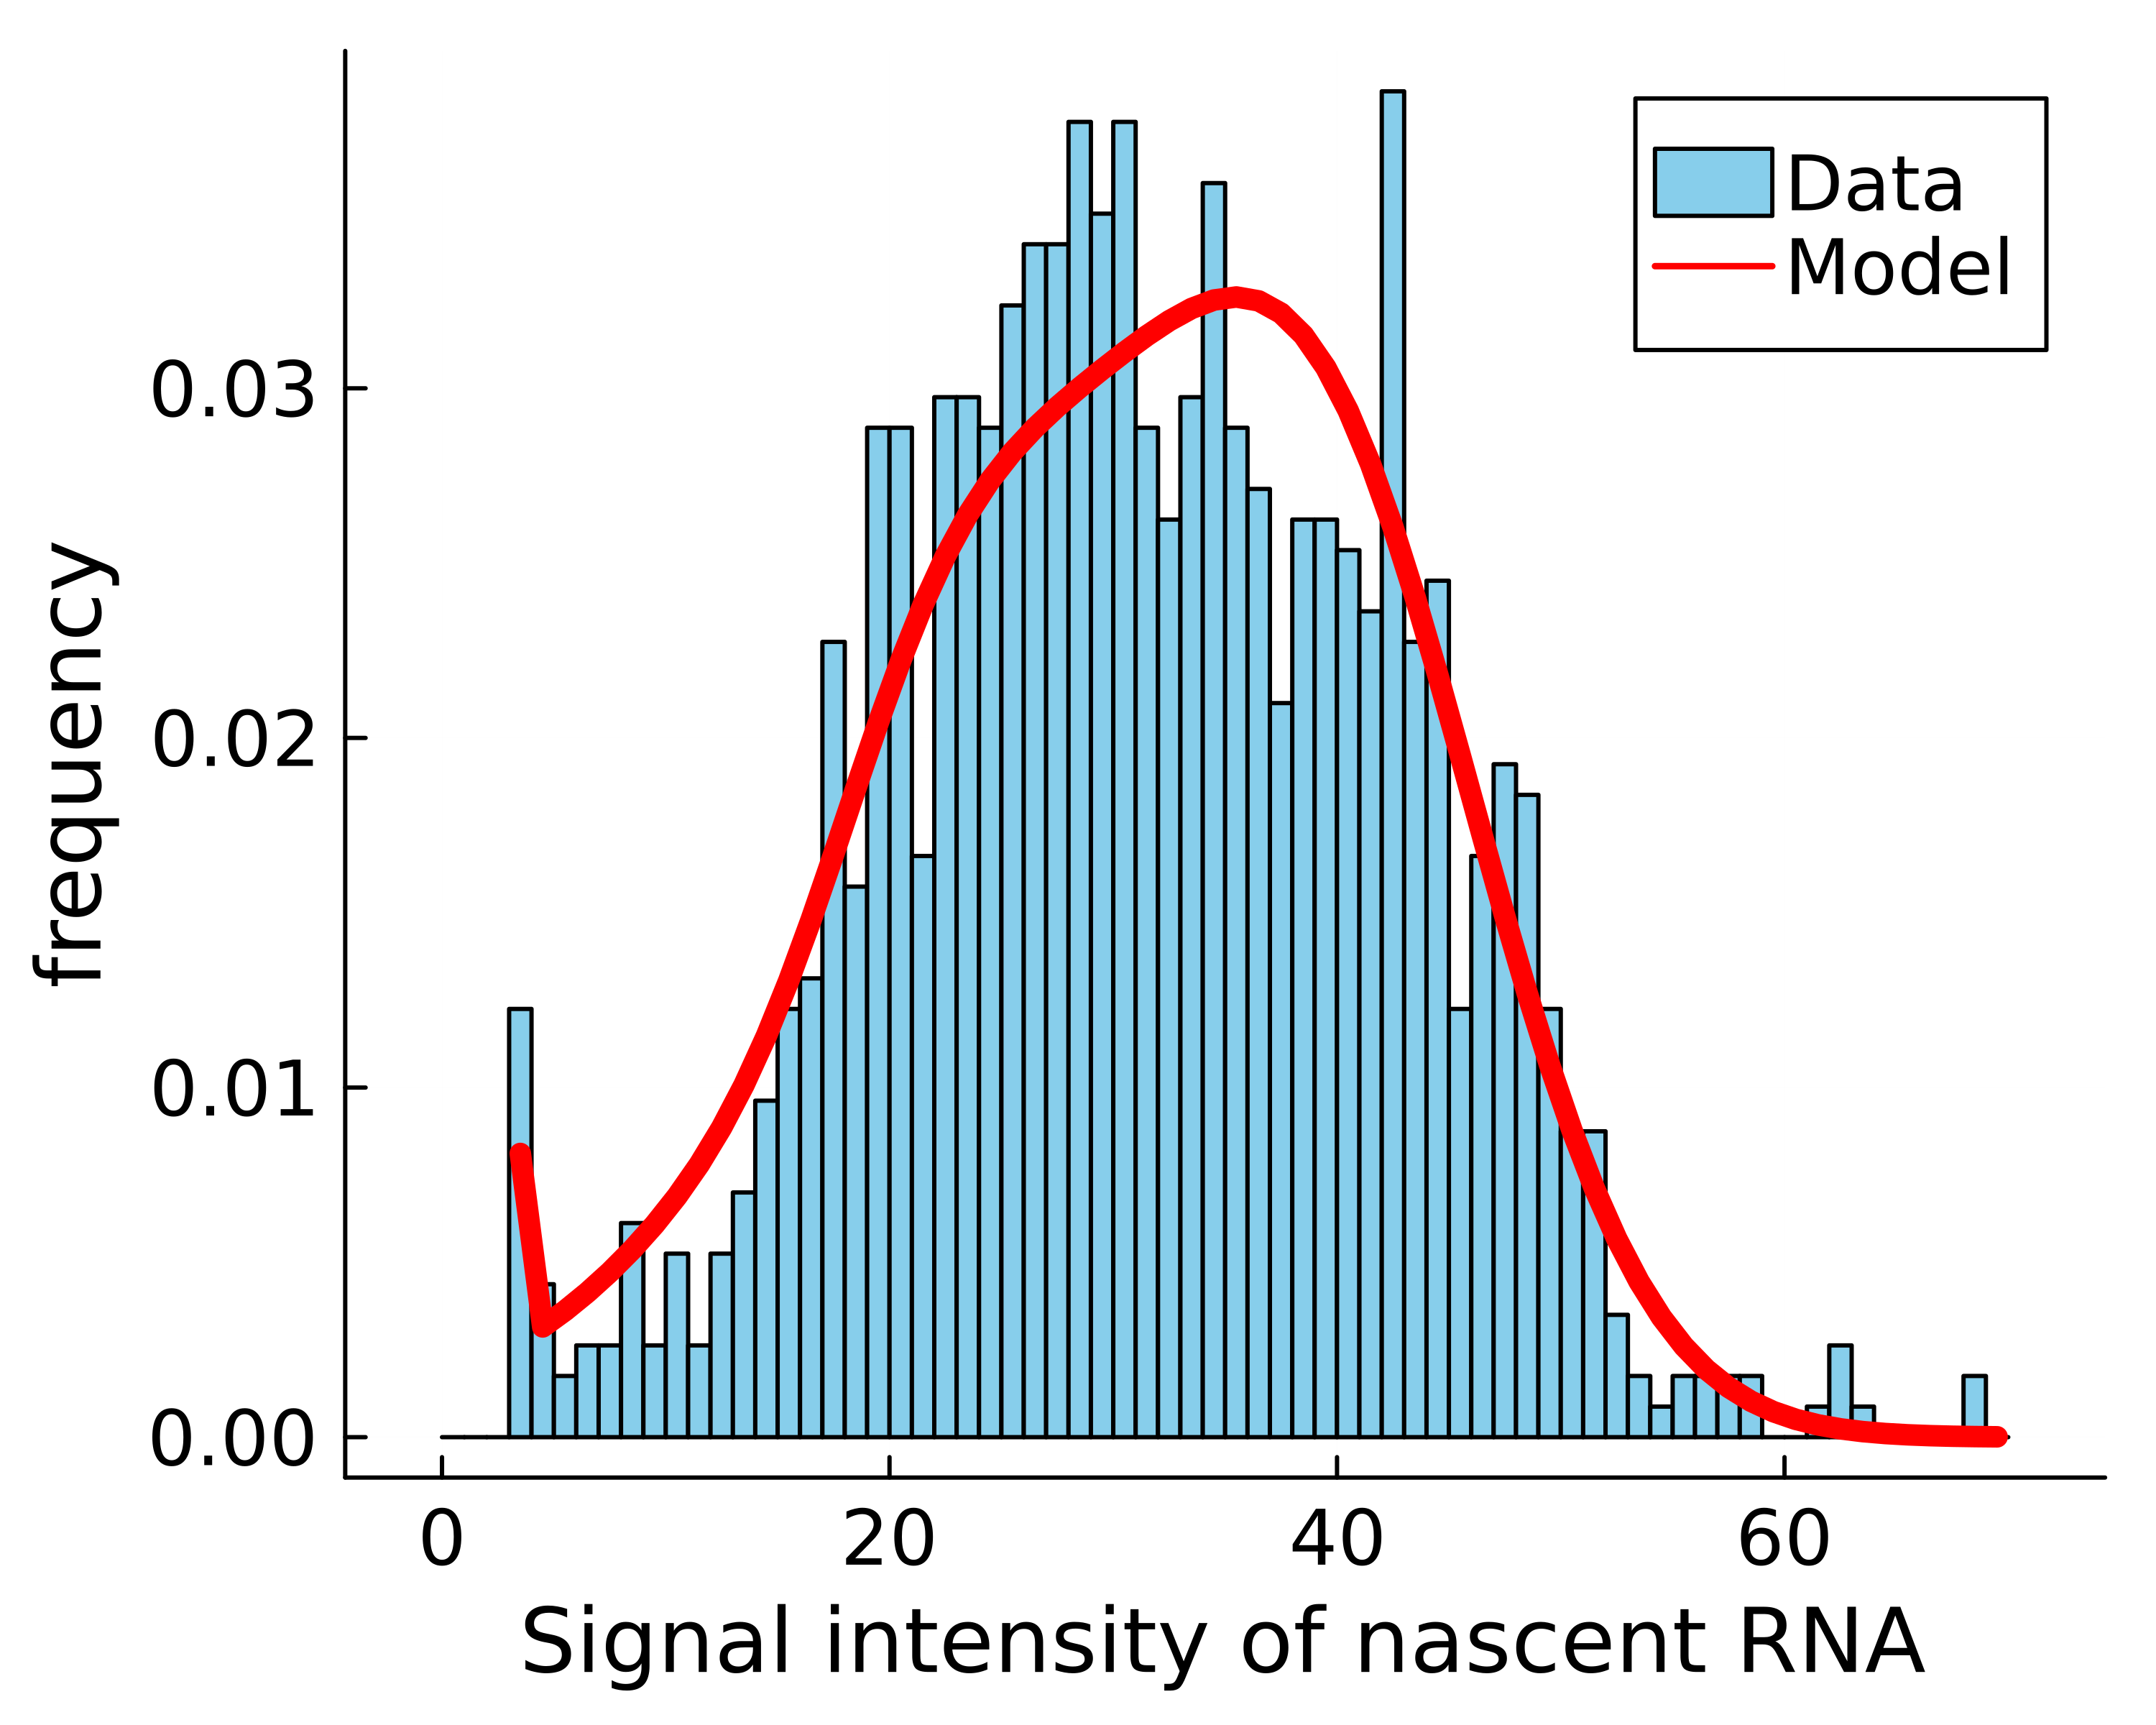 Data
Model
0.03
0.02
0.01
0.00
frequency
0 20 40 60
Signal intensity of nascent RNA